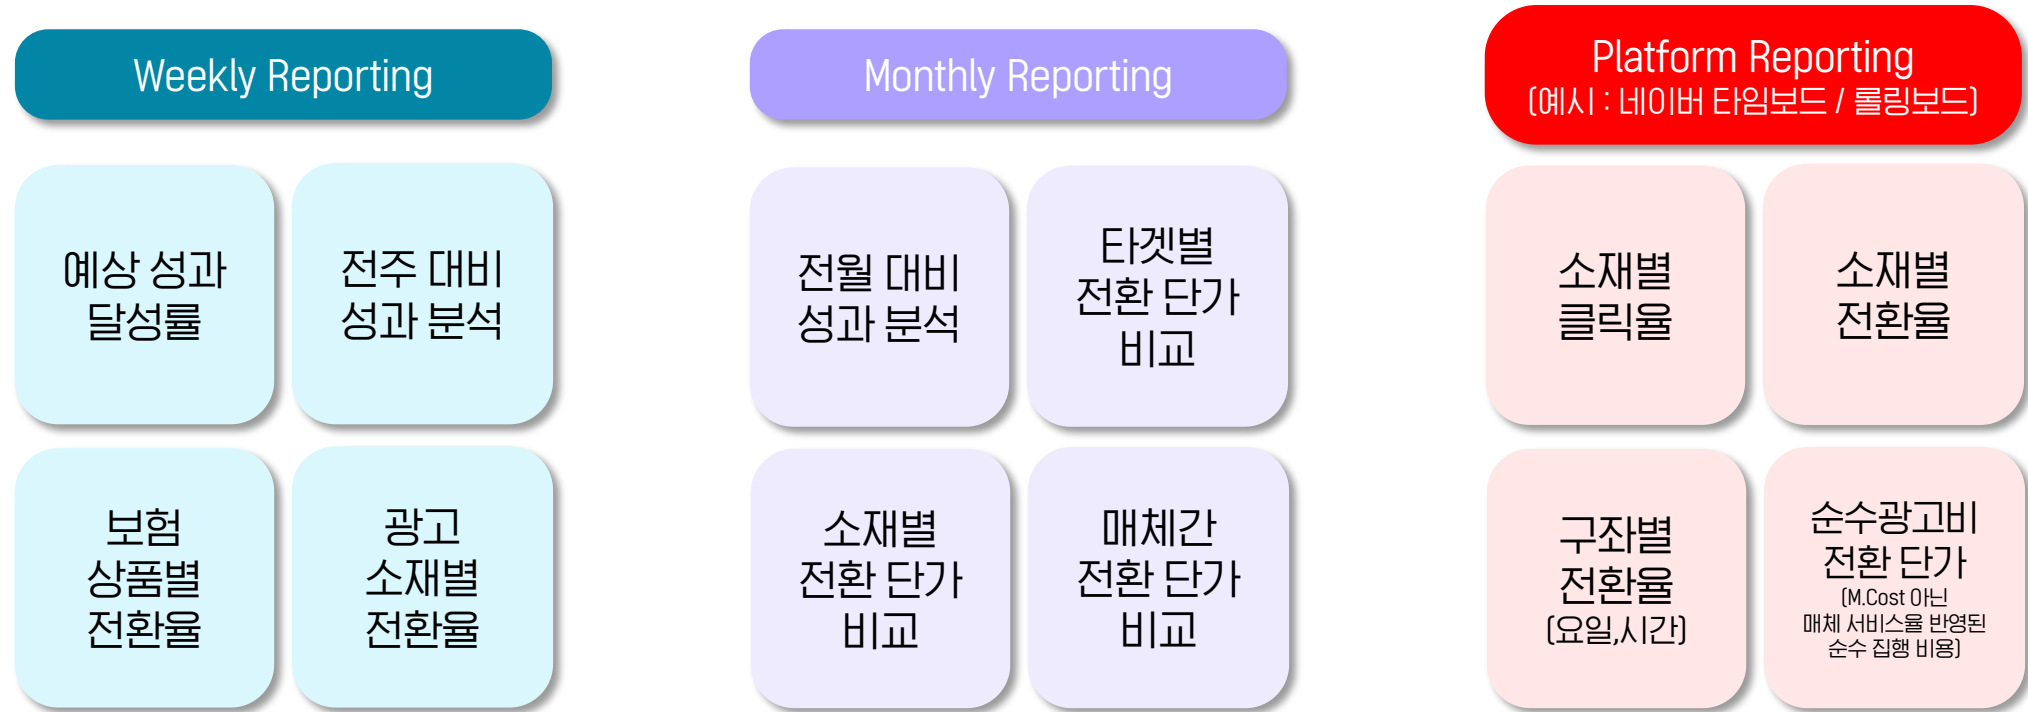 Weekly Reporting
예상 성과
달성률
전주 대비
성과 분석
보험
상품별
전환율
광고
소재별
전환율
Monthly Reporting
전월 대비
성과 분석
타겟별
전환 단가
비교
소재별
전환 단가
비교
매체간
전환 단가
비교
Platform Reporting
(예시 : 네이버 타임보드 / 롤링보드)
소재별
클릭율
소재별
전환율
구좌별
전환율
(요일,시간)
순수광고비
전환 단가
(M.Cost 아닌
매체 서비스율 반영된
순수 집행 비용)